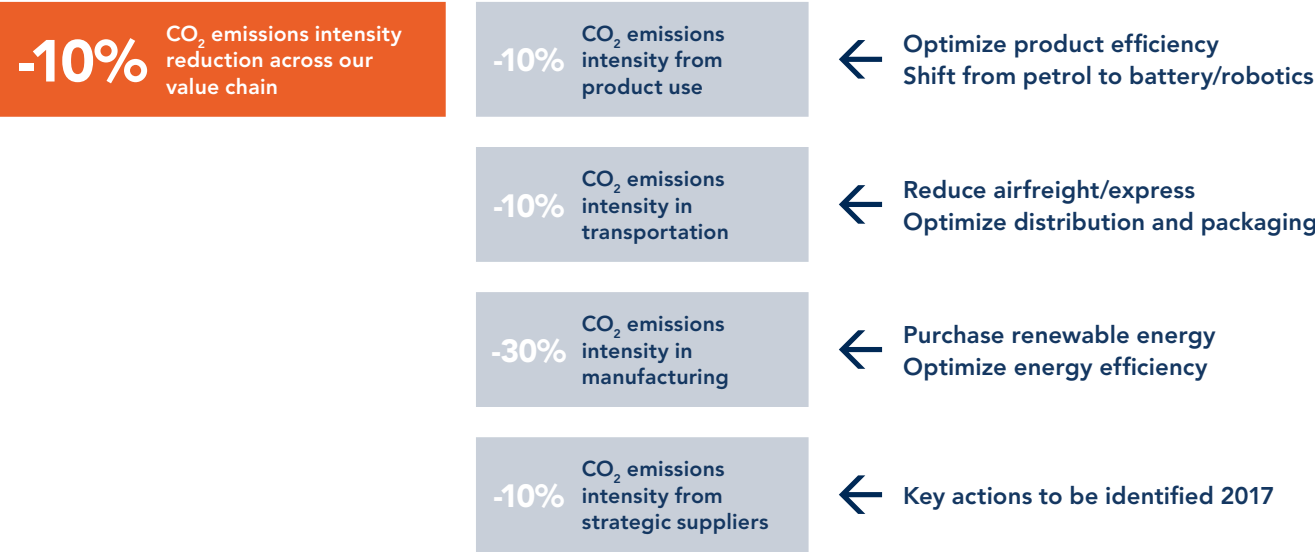 -10%
CO₂ emissions intensity
reduction across our
value chain
-10%
CO₂ emissions
intensity from
product use
Optimize product efficiency
Shift from petrol to battery/robotics
-10%
CO₂ emissions
intensity in
transportation
Reduce airfreight/express
Optimize distribution and packaging
-30%
CO₂ emissions
intensity in
manufacturing
Purchase renewable energy
Optimize energy efficiency
-10%
CO₂ emissions
intensity from
strategic suppliers
Key actions to be identified 2017